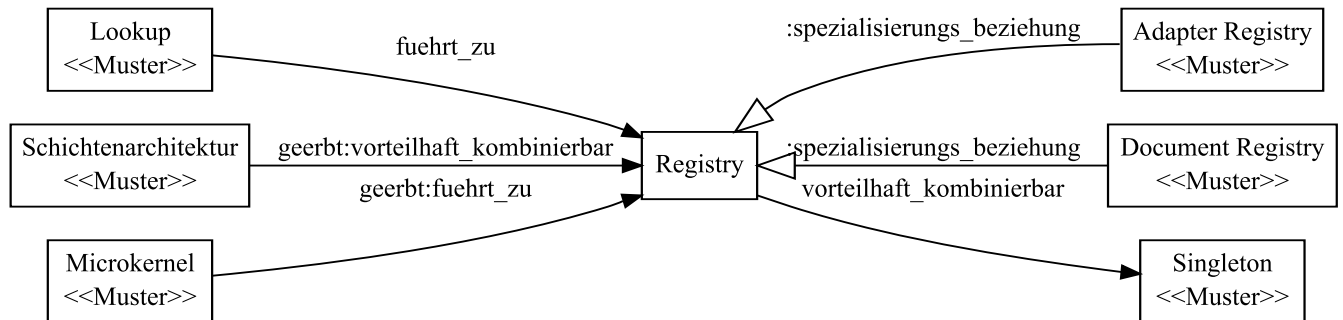 Lookup
<<Muster>>
fuehrt_zu
:spezialisierungs_beziehung
Adapter Registry
<<Muster>>
Schichtenarchitektur
<<Muster>>
geerbt:vorteilhaft_kombinierbar
geerbt:fuehrt_zu
Registry
:spezialisierungs_beziehung
vorteilhaft_kombinierbar
Document Registry
<<Muster>>
Microkernel
<<Muster>>
Singleton
<<Muster>>